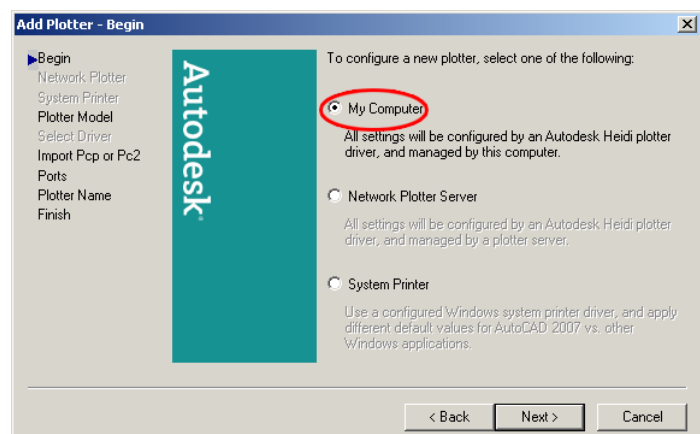 Add Plotter - Begin
Begin
Network Plotter
System Printer
Plotter Model
Select Driver
Import Pcp or Pc2
Ports
Plotter Name
Finish
Autodesk
To configure a new plotter, select one of the following:
My Computer
All settings will be configured by an Autodesk Heidi plotter
driver, and managed by this computer.
Network Plotter Server
All settings will be configured by an Autodesk Heidi plotter
driver, and managed by a plotter server.
System Printer
Use a configured Windows system printer driver, and apply
different default values for AutoCAD 2007 vs. other
Windows applications.
< Back
Next >
Cancel